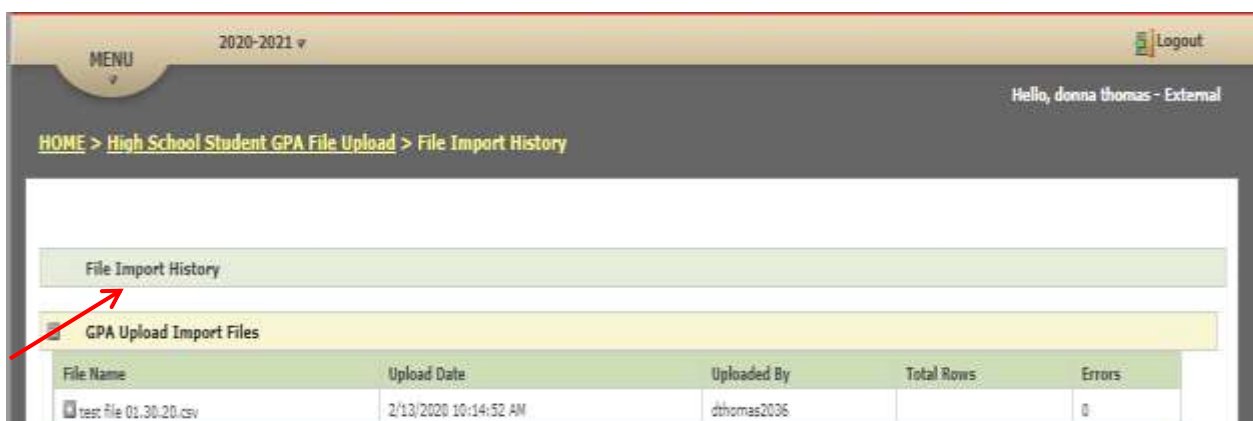 2020-2021
Logout
MENU
Hello, donna thomas - External
HOME > High School Student GPA File Upload > File Import History
File Import History
GPA Upload Import Files
File Name Upload Date Uploaded By Total Rows Errors
test file 01.30.20.csv 2/13/2020 10:14:52 AM dthomas2036 0